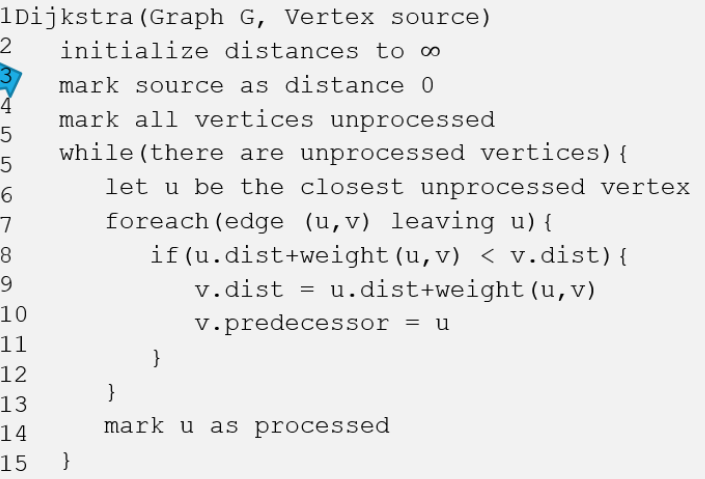 1Dijkstra(Graph G, Vertex source)
2 initialize distances to ∞
3 mark source as distance 0
4 mark all vertices unprocessed
5 while(there are unprocessed vertices){
5 let u be the closest unprocessed vertex
6 foreach(edge (u,v) leaving u){
7 if(u.dist+weight(u,v) < v.dist){
8 v.dist = u.dist+weight(u,v)
9 v.predecessor = u
10 }
11 }
12 mark u as processed
13 }
14
15